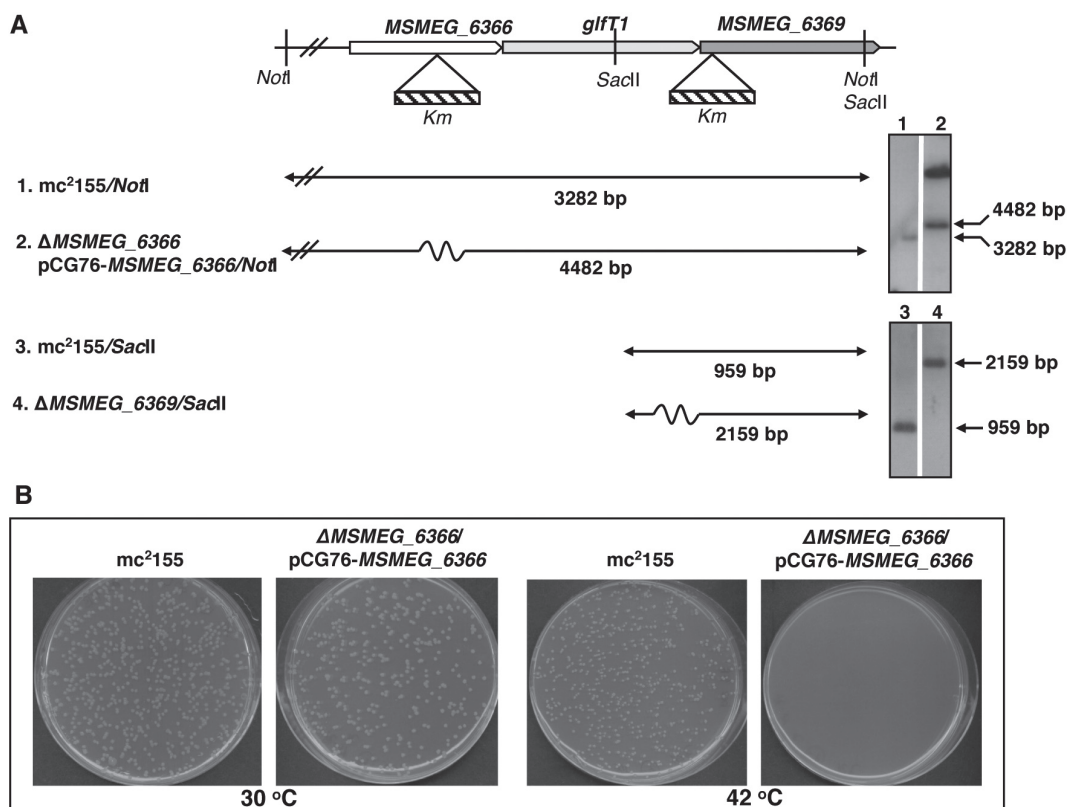 A
MSMEG_6366 glfT1 MSMEG_6369
NotI SacII NotI
SacII
Km Km
1 2
1. mc²155/NotI
3282 bp
4482 bp
3282 bp
2. ΔMSMEG_6366
pCG76-MSMEG_6366/NotI
4482 bp
3 4
3. mc²155/SacII
959 bp
2159 bp
4. ΔMSMEG_6369/SacII
2159 bp
959 bp
B
mc²155 ΔMSMEG_6366/
pCG76-MSMEG_6366 mc²155 ΔMSMEG_6366/
pCG76-MSMEG_6366
30 °C 42 °C